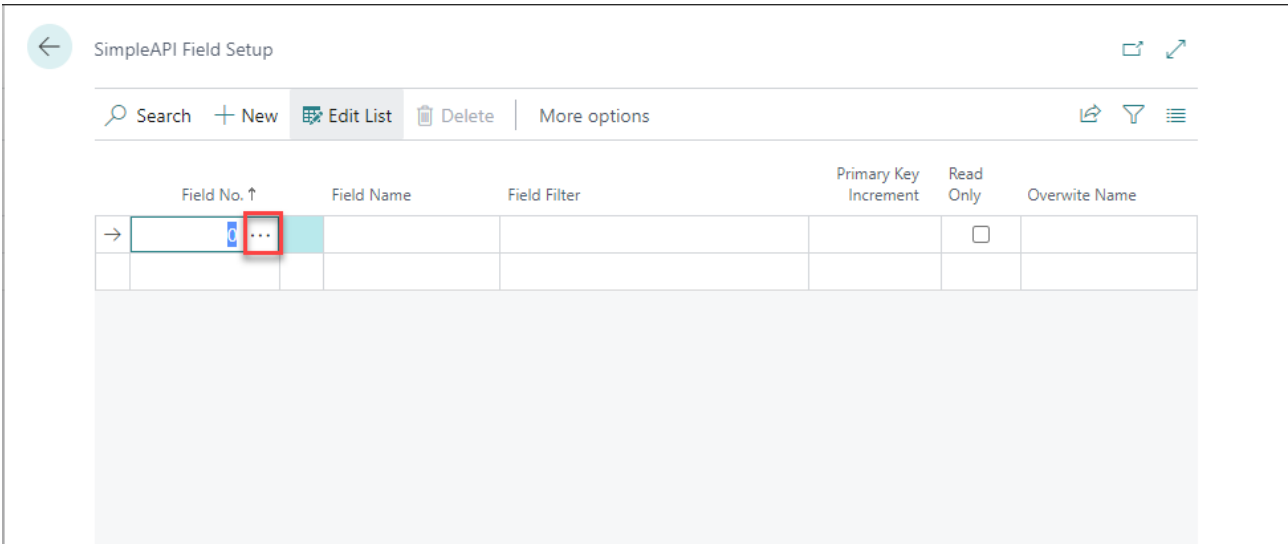 SimpleAPI Field Setup
Search New Edit List Delete More options
Field No. ↑ Field Name Field Filter Primary Key Increment Read Only Overwite Name
0 ...